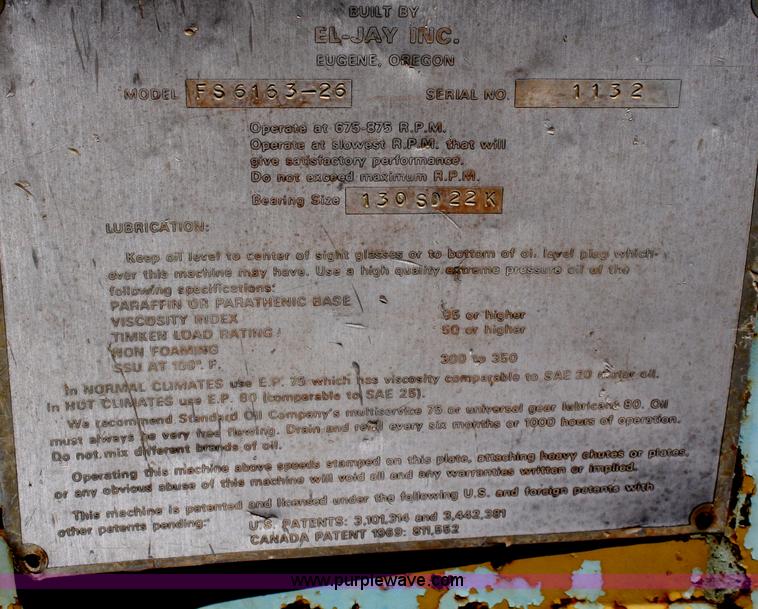 BUILT BY
EL-JAY INC.
EUGENE, OREGON
MODEL FS6163-26 SERIAL NO. 1132
Operate at 675-875 R.P.M.
Operate at slowest R.P.M. that will
give satisfactory performance.
Do not exceed maximum R.P.M.
Bearing Size 130SD22K
LUBRICATION:
Keep oil level to center of sight glasses or to bottom of oil level plug which-
ever this machine may have. Use a high quality extreme pressure oil of the
following specifications:
PARAFFIN OR PARATHENIC BASE
VISCOSITY INDEX 95 or higher
TIMKEN LOAD RATING 50 or higher
NON FOAMING
SSU AT 100° F. 300 to 350
In NORMAL CLIMATES use E.P. 75 which has viscosity comparable to SAE 20 motor oil.
In HOT CLIMATES use E.P. 80 (comparable to SAE 25).
We recommend Standard Oil Company's multiservice 75 or universal gear lubricant 80. Oil
must always be very free flowing. Drain and refill every six months or 1000 hours of operation.
Do not mix different brands of oil.
Operating this machine above speeds stamped on this plate, attaching heavy chutes or plates,
or any obvious abuse of this machine will void all and any warranties written or implied.
This machine is patented and licensed under the following U.S. and foreign patents with
other patents pending: U.S. PATENTS: 3,101,314 and 3,442,381
CANADA PATENT 1969: 811,552
www.purplewave.com